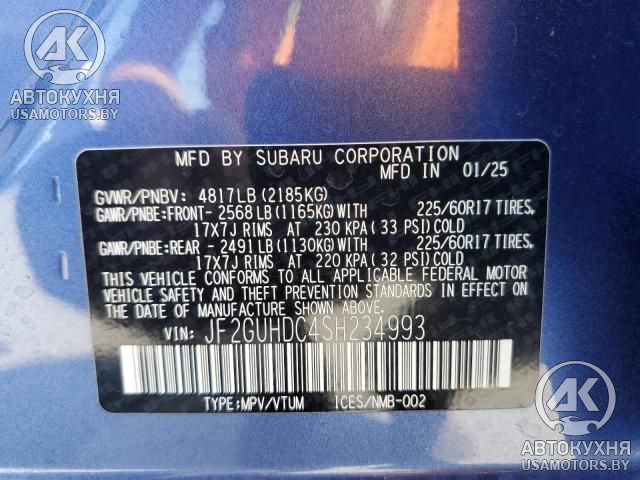 АК
АВТОКУХНЯ
USAMOTORS.BY
MFD BY SUBARU CORPORATION
MFD IN 01/25
GVWR/PNBV: 4817LB (2185KG)
GAWR/PNBE:FRONT- 2568LB (1165KG)WITH 225/60R17 TIRES,
17X7J RIMS AT 230 KPA( 33 PSI)COLD
GAWR/PNBE:REAR - 2491LB (1130KG)WITH 225/60R17 TIRES,
17X7J RIMS AT 220 KPA( 32 PSI)COLD
THIS VEHICLE CONFORMS TO ALL APPLICABLE FEDERAL MOTOR
VEHICLE SAFETY AND THEFT PREVENTION STANDARDS IN EFFECT
ON THE DATE OF MANUFACTURE SHOWN ABOVE.
VIN: JF2GUHDC4SH234993
TYPE:MPV/VTUM ICES/NMB-002
АК
АВТОКУХНЯ
USAMOTORS.BY